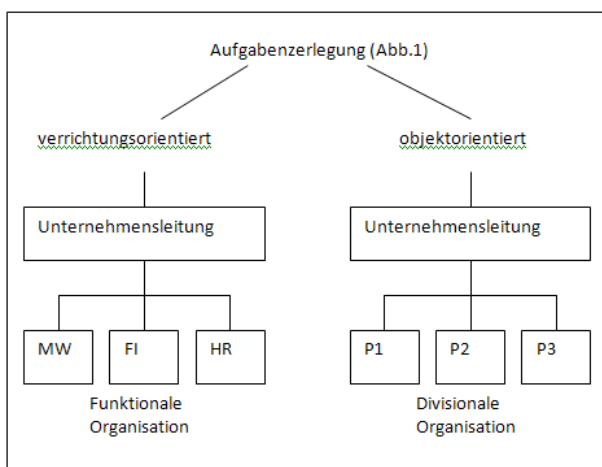 Aufgabenzerlegung (Abb.1)
verrichtungsorientiert
objektorientiert
Unternehmensleitung
Unternehmensleitung
MW
FI
HR
P1
P2
P3
Funktionale
Organisation
Divisionale
Organisation